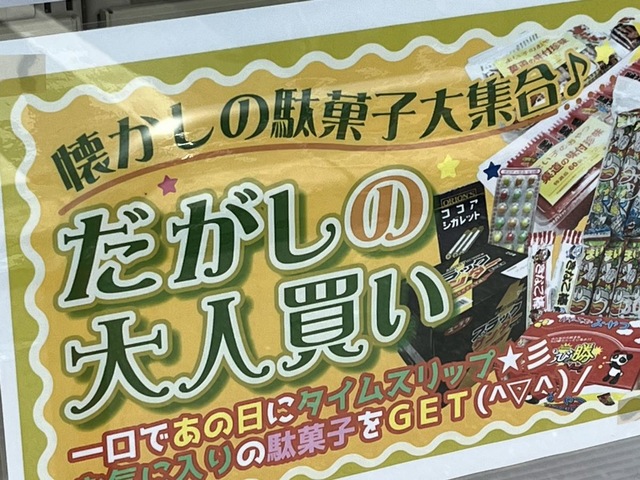 懐かしの駄菓子大集合♪
だがしの
大人買い
一口であの日にタイムスリップ★彡
お気に入りの駄菓子をGET(^▽^)/
ORION'S
ココア
シガレット